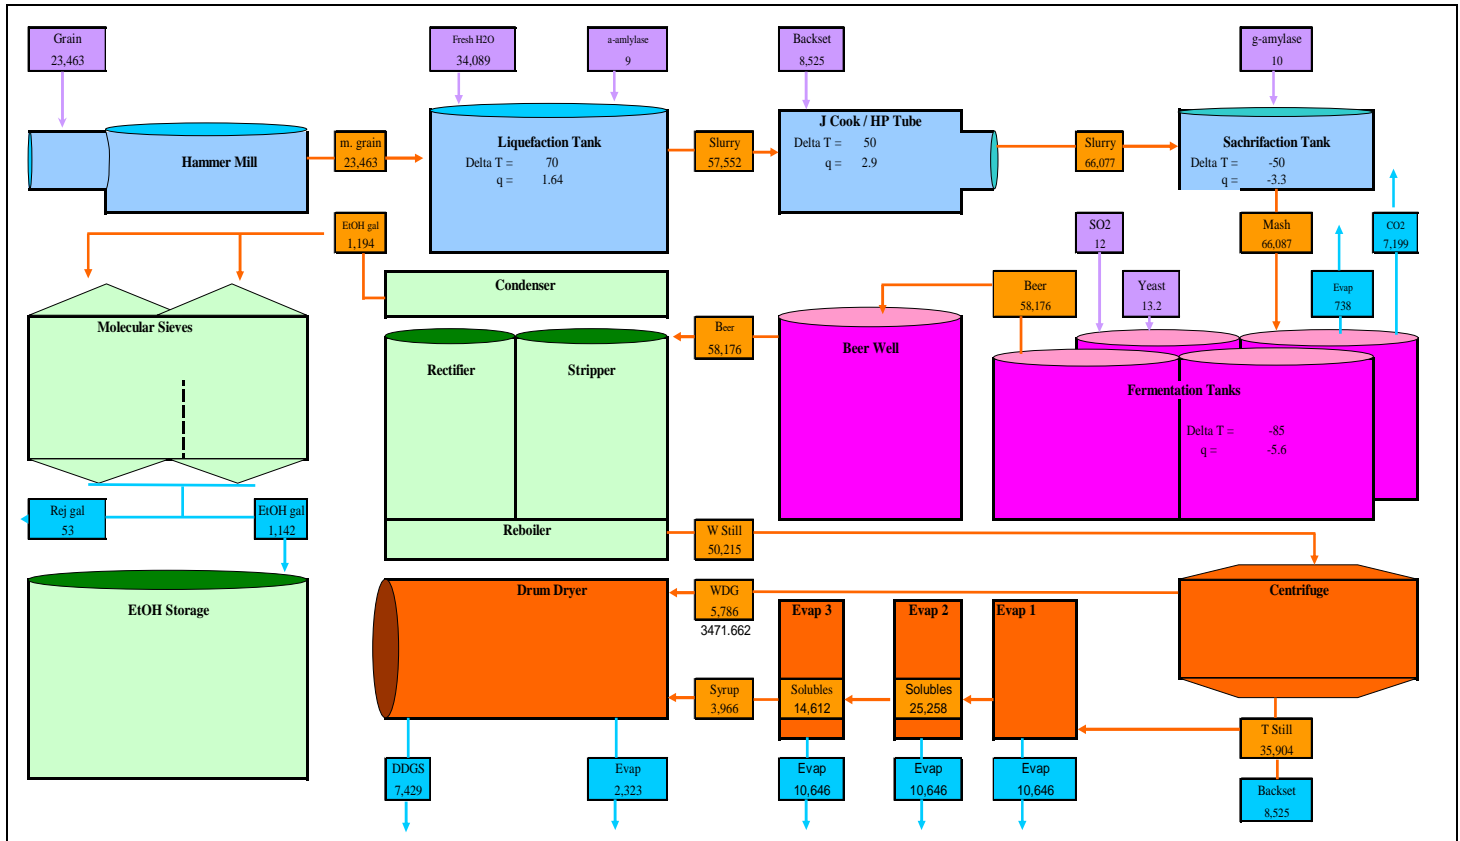 Grain
23,463
Fresh H2O
34,089
a-amlylase
9
Backset
8,525
g-amylase
10
Hammer Mill
m. grain
23,463
Liquefaction Tank
Delta T = 70
q = 1.64
Slurry
57,552
J Cook / HP Tube
Delta T = 50
q = 2.9
Slurry
66,077
Sachrifaction Tank
Delta T = -50
q = -3.3
EtOH gal
1,194
SO2
12
Mash
66,087
CO2
7,199
Condenser
Beer
58,176
Yeast
13.2
Evap
738
Molecular Sieves
Rectifier
Stripper
Beer
58,176
Beer Well
Fermentation Tanks
Delta T = -85
q = -5.6
Rej gal
53
EtOH gal
1,142
Reboiler
W Still
50,215
EtOH Storage
Drum Dryer
WDG
5,786
3471.662
Evap 3
Evap 2
Evap 1
Centrifuge
Syrup
3,966
Solubles
14,612
Solubles
25,258
T Still
35,904
DDGS
7,429
Evap
2,323
Evap
10,646
Evap
10,646
Evap
10,646
Backset
8,525